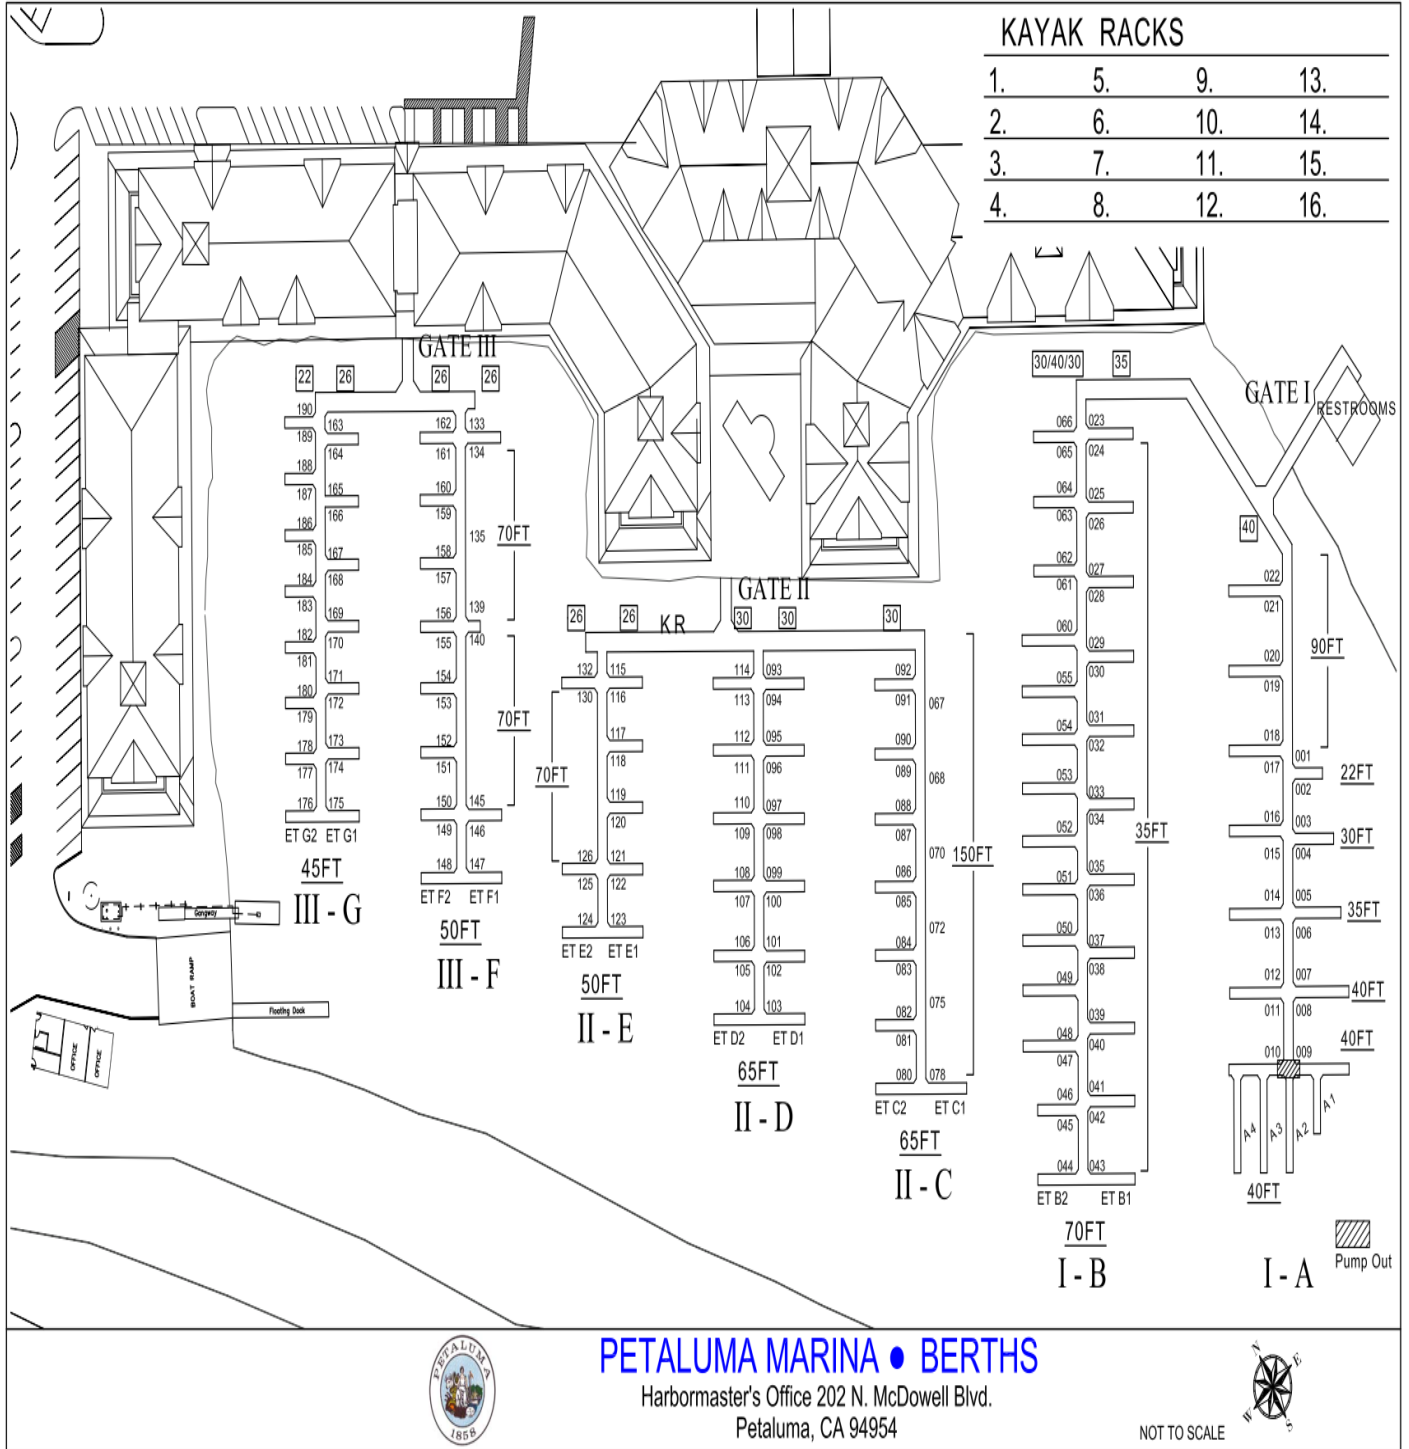 KAYAK RACKS
1. 5. 9. 13.
2. 6. 10. 14.
3. 7. 11. 15.
4. 8. 12. 16.
GATE III
22 26 26 26
190 163 162 133
189 164 161 134
188 165 160
187 166 159 135
186 167 158
185 168 157
184 169 156 139
183 170 155 140
182 171 154
181 172 153
180 173 152
179 174 151
178 175 150 145
177 149 146
176 148 147
70FT
70FT
ET G2 ET G1
45FT
III - G
ET F2 ET F1
50FT
III - F
GATE II
26 26 KR 30 30 30
132 115 114 093 092
130 116 113 094 091 067
117 112 095 090
118 111 096 089 068
70FT
119 110 097 088
120 109 098 087
126 121 108 099 086 070
150FT
125 122 107 100 085
124 123 106 101 084 072
105 102 083
104 103 082 075
081
080 078
ET E2 ET E1
50FT
II - E
ET D2 ET D1
65FT
II - D
ET C2 ET C1
65FT
II - C
30/40/30 35
GATE I
RESTROOMS
066 023
065 024
064 025
063 026
062 027
061 028
060 029
030
055 031
054 032
053 033
052 034
35FT
051 035
036
050 037
049 038
048 039
047 040
046 041
045 042
044 043
ET B2 ET B1
70FT
I - B
40
022
021
020
90FT
019
018 001
017 002
22FT
016 003
30FT
015 004
014 005
35FT
013 006
012 007
40FT
011 008
010 009
40FT
A4 A3 A2 A1
40FT
I - A
Pump Out
Gangway
BOAT RAMP
Floating Dock
OFFICE
OFFICE
PETALUMA
1858
PETALUMA MARINA • BERTHS
Harbormaster's Office 202 N. McDowell Blvd.
Petaluma, CA 94954
NOT TO SCALE
N
E
W
S